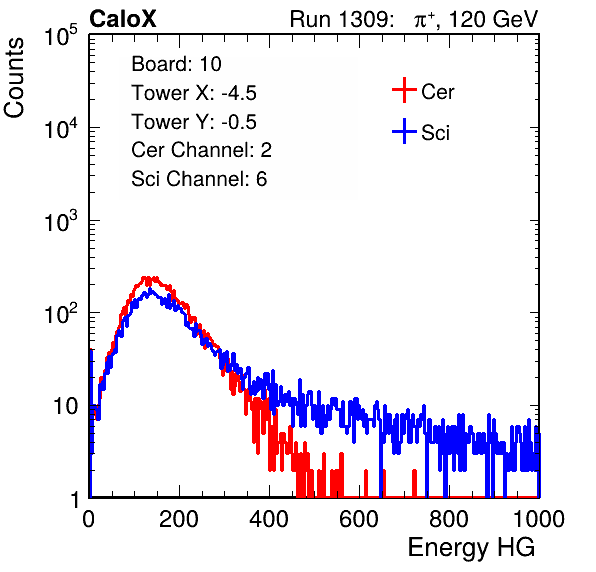 CaloX Run 1309: π⁺, 120 GeV
Counts
Board: 10
Tower X: -4.5
Tower Y: -0.5
Cer Channel: 2
Sci Channel: 6
Cer
Sci
10⁵
10⁴
10³
10²
10
1
0 200 400 600 800 1000
Energy HG